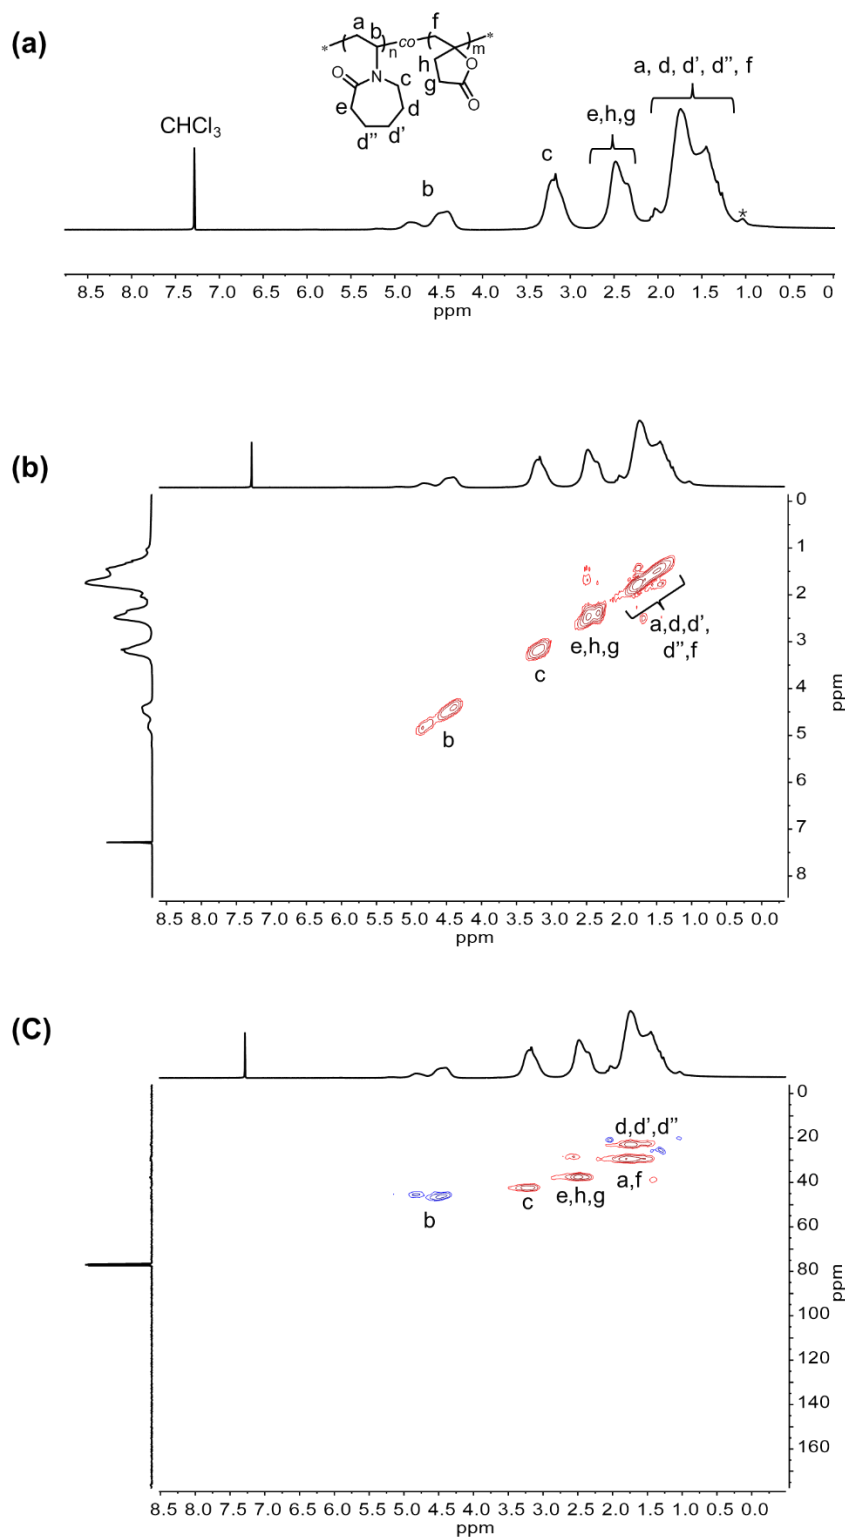 (a)
a b f
* n co m *
h O
N g O
O c
e d
d'' d'
CHCl3
b
c
e,h,g
a, d, d', d'', f
*
8.5 8.0 7.5 7.0 6.5 6.0 5.5 5.0 4.5 4.0 3.5 3.0 2.5 2.0 1.5 1.0 0.5 0
ppm
(b)
0
1
2
3
4
5
6
7
8
ppm
a,d,d',
d'',f
e,h,g
c
b
8.5 8.0 7.5 7.0 6.5 6.0 5.5 5.0 4.5 4.0 3.5 3.0 2.5 2.0 1.5 1.0 0.5 0.0
ppm
(C)
0
20
40
60
80
100
120
140
160
ppm
d,d',d''
a,f
e,h,g
c
b
8.5 8.0 7.5 7.0 6.5 6.0 5.5 5.0 4.5 4.0 3.5 3.0 2.5 2.0 1.5 1.0 0.5 0.0
ppm